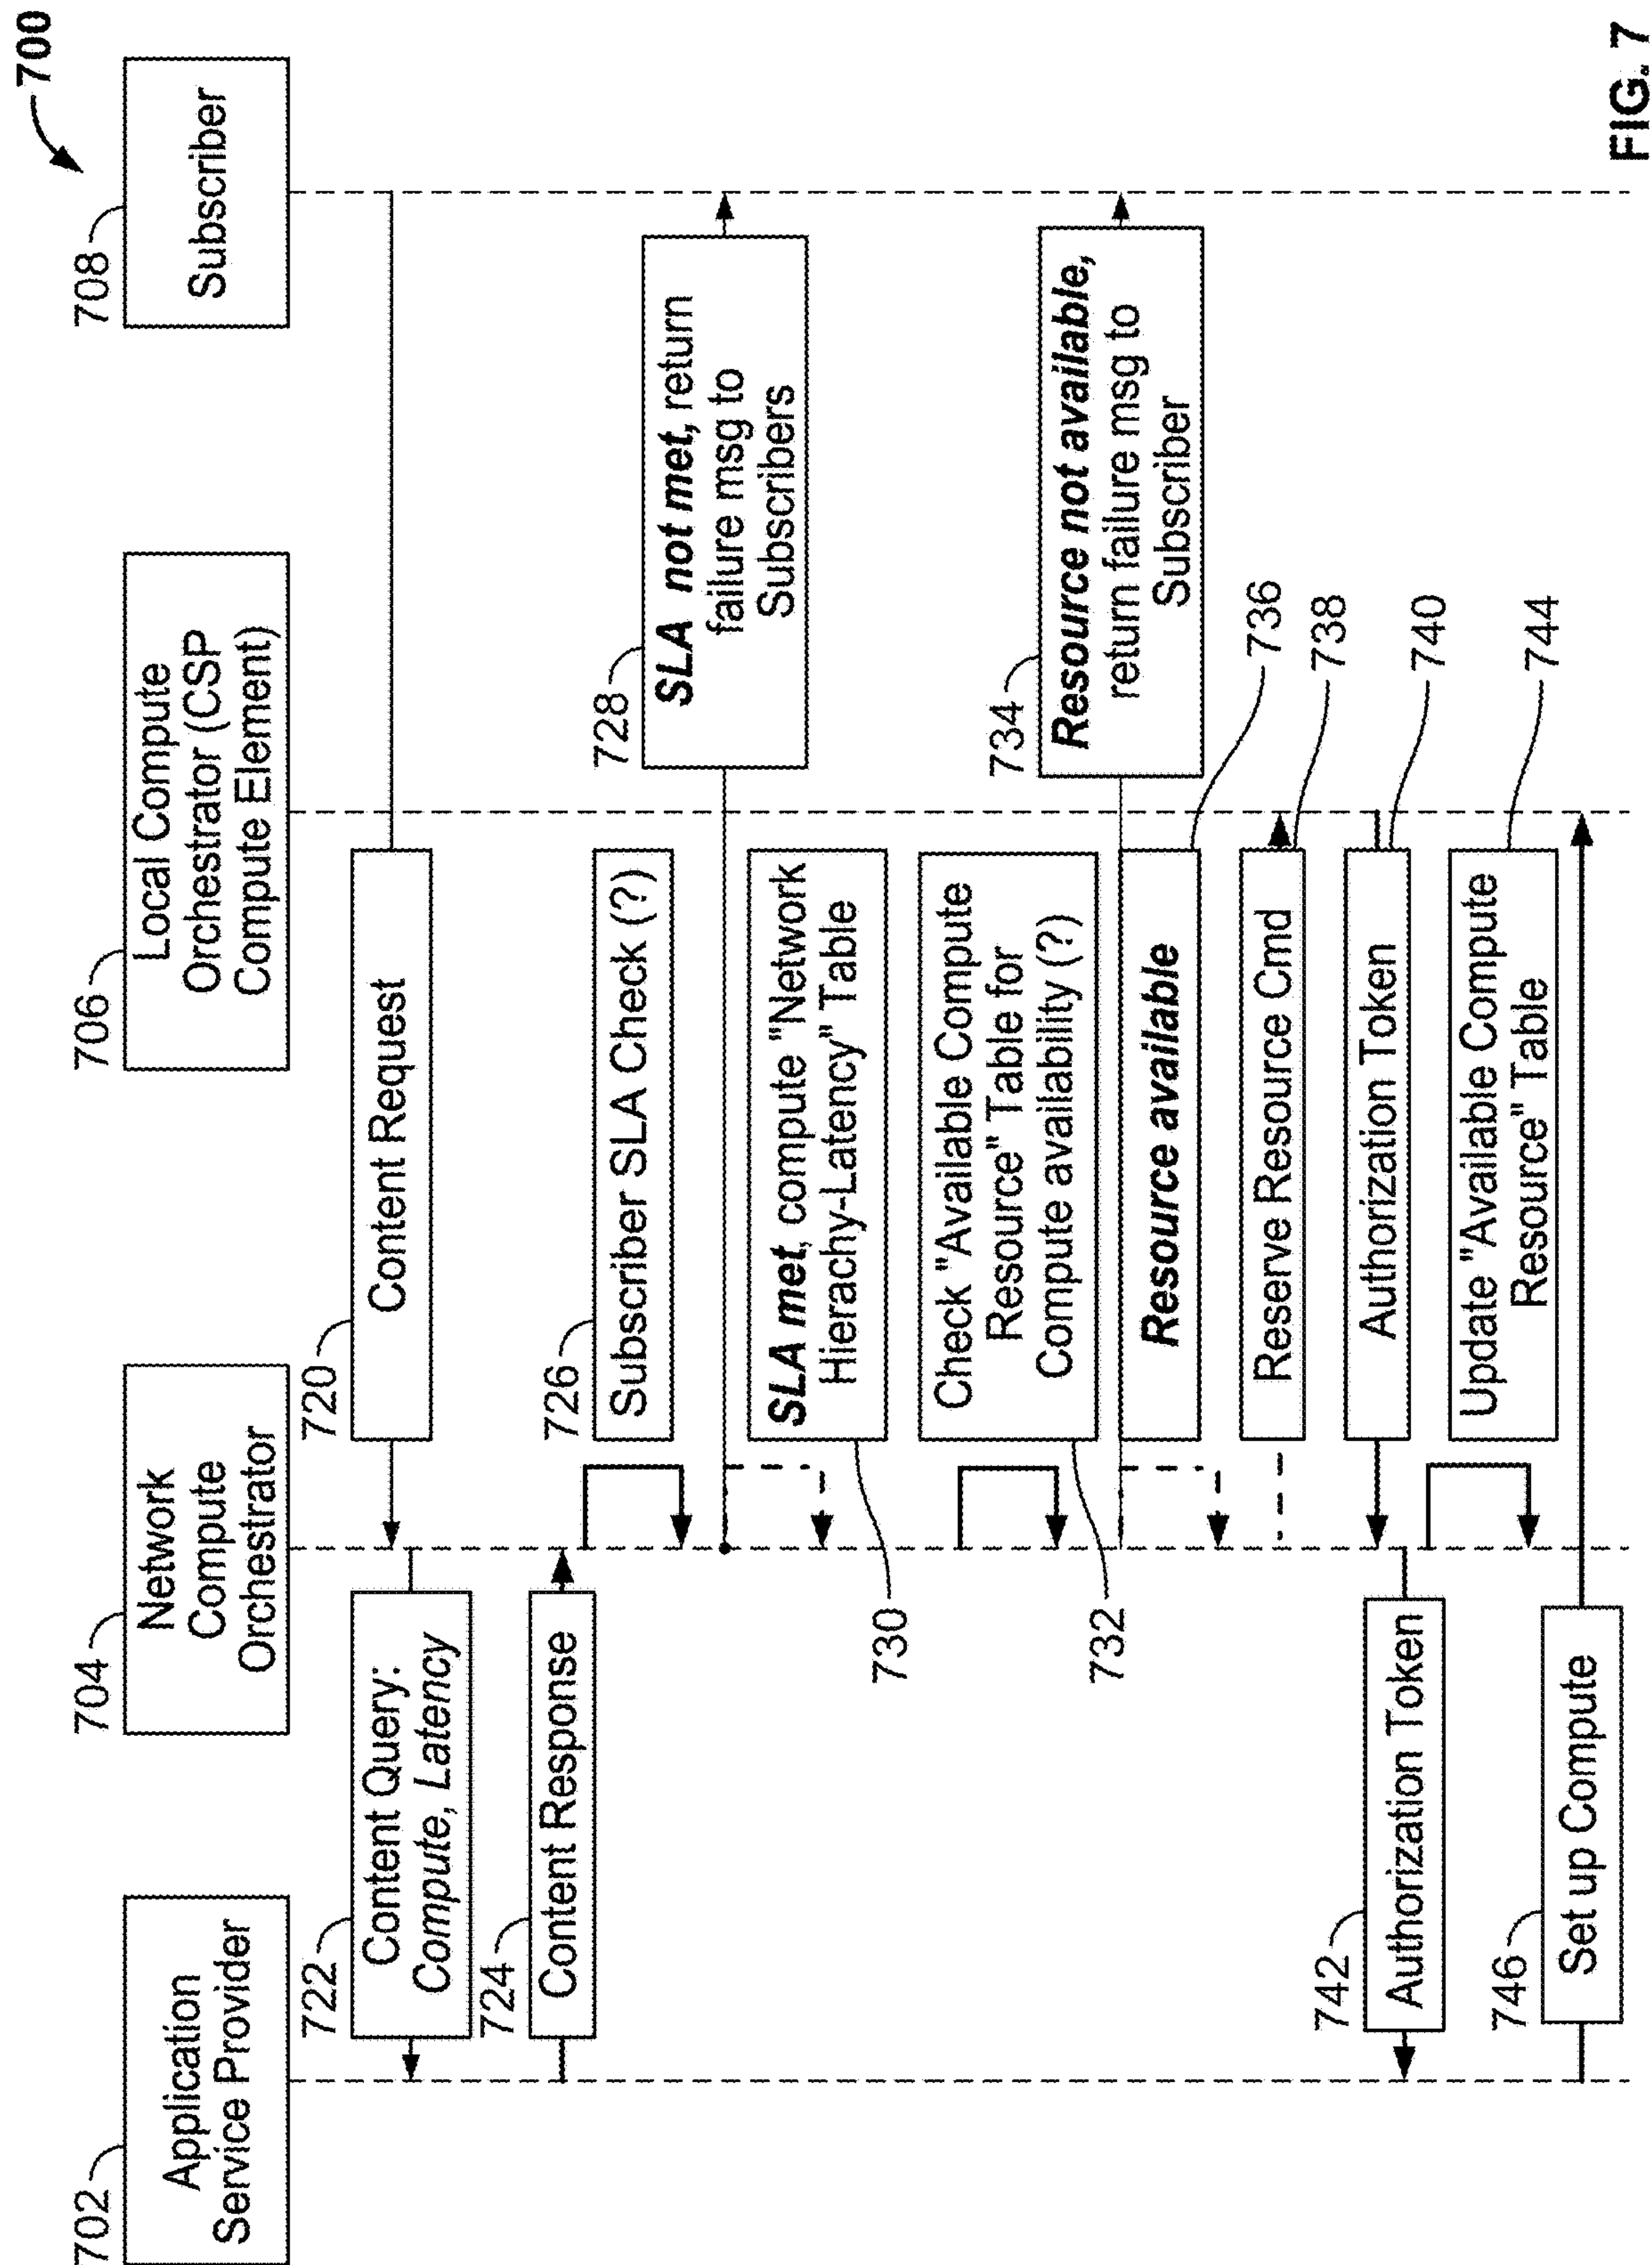 700
702
Application
Service Provider
704
Network
Compute
Orchestrator
706
Local Compute
Orchestrator (CSP
Compute Element)
708
Subscriber
720
Content Request
722
Content Query:
Compute, Latency
724
Content Response
726
Subscriber SLA Check (?)
728
SLA not met, return
failure msg to
Subscribers
SLA met, compute "Network
Hierachy-Latency" Table
730
Check "Available Compute
Resource" Table for
Compute availability (?)
732
734
Resource not available,
return failure msg to
Subscriber
Resource available
736
Reserve Resource Cmd
738
Authorization Token
740
742
Authorization Token
Update "Available Compute
Resource" Table
744
746
Set up Compute
FIG. 7